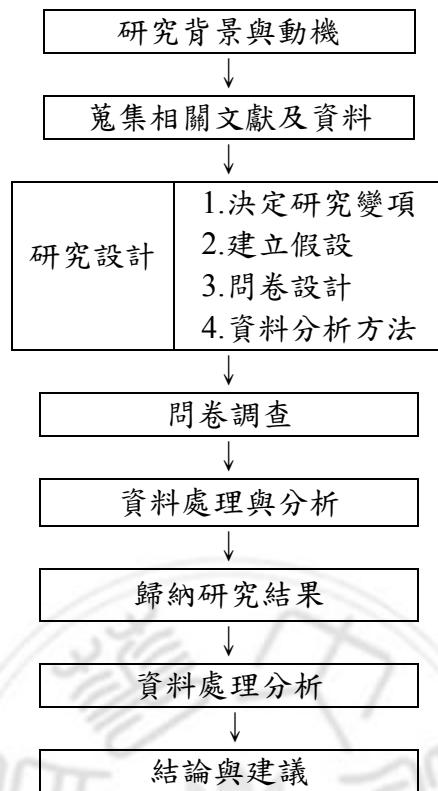 研究背景與動機
↓
蒐集相關文獻及資料
↓
研究設計
1.決定研究變項
2.建立假設
3.問卷設計
4.資料分析方法
↓
問卷調查
↓
資料處理與分析
↓
歸納研究結果
↓
資料處理分析
↓
結論與建議